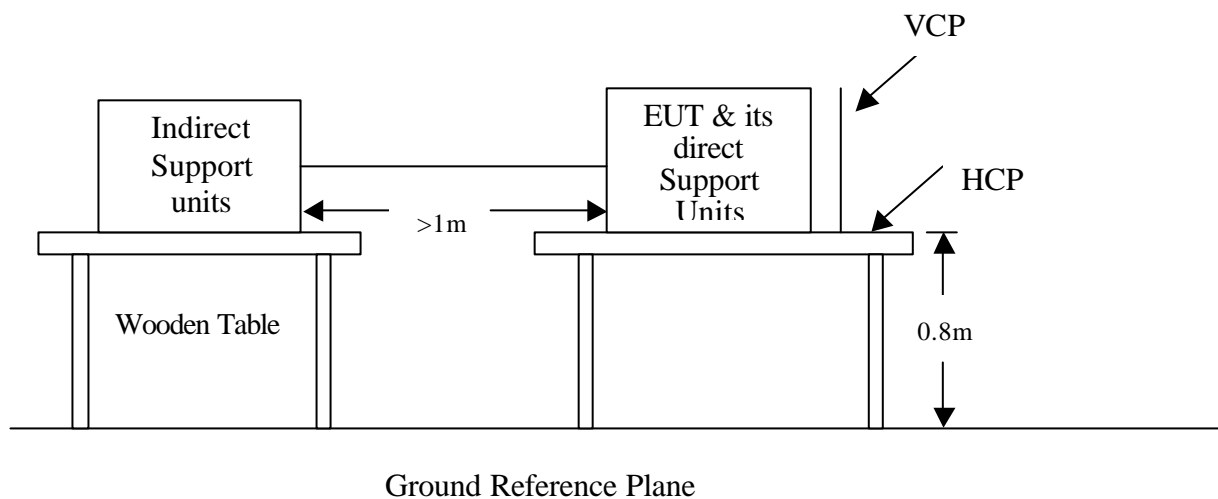 VCP
Indirect
Support
units
EUT & its
direct
Support
Units
HCP
>1m
Wooden Table
0.8m
Ground Reference Plane